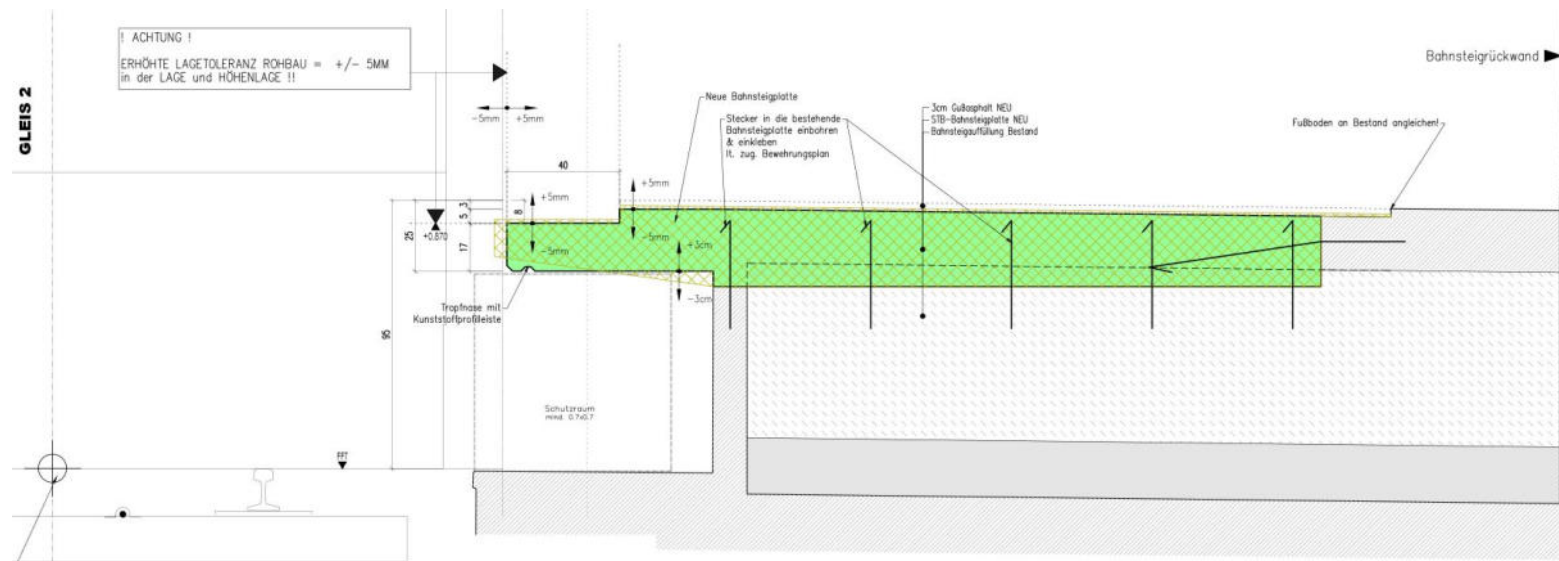 ! ACHTUNG !
ERHÖHTE LAGETOLERANZ ROHBAU = +/- 5MM
in der LAGE und HÖHENLAGE !!
GLEIS 2
Bahnsteigrückwand
-5mm
+5mm
Neue Bahnsteigplatte
Stecker in die bestehende
Bahnsteigplatte einbohren
& einkleben
lt. zug. Bewehrungsplan
3cm Gußasphalt NEU
STB-Bahnsteigplatte NEU
Bahnsteigauffüllung Bestand
Fußboden an Bestand angleichen!
40
+5mm
+5mm
3
5
8
+0.870
25
17
-5mm
-5mm
+3cm
-3cm
Tropfnase mit
Kunststoffprofilleiste
95
Schutzraum
mind. 0.7x0.7
FFT